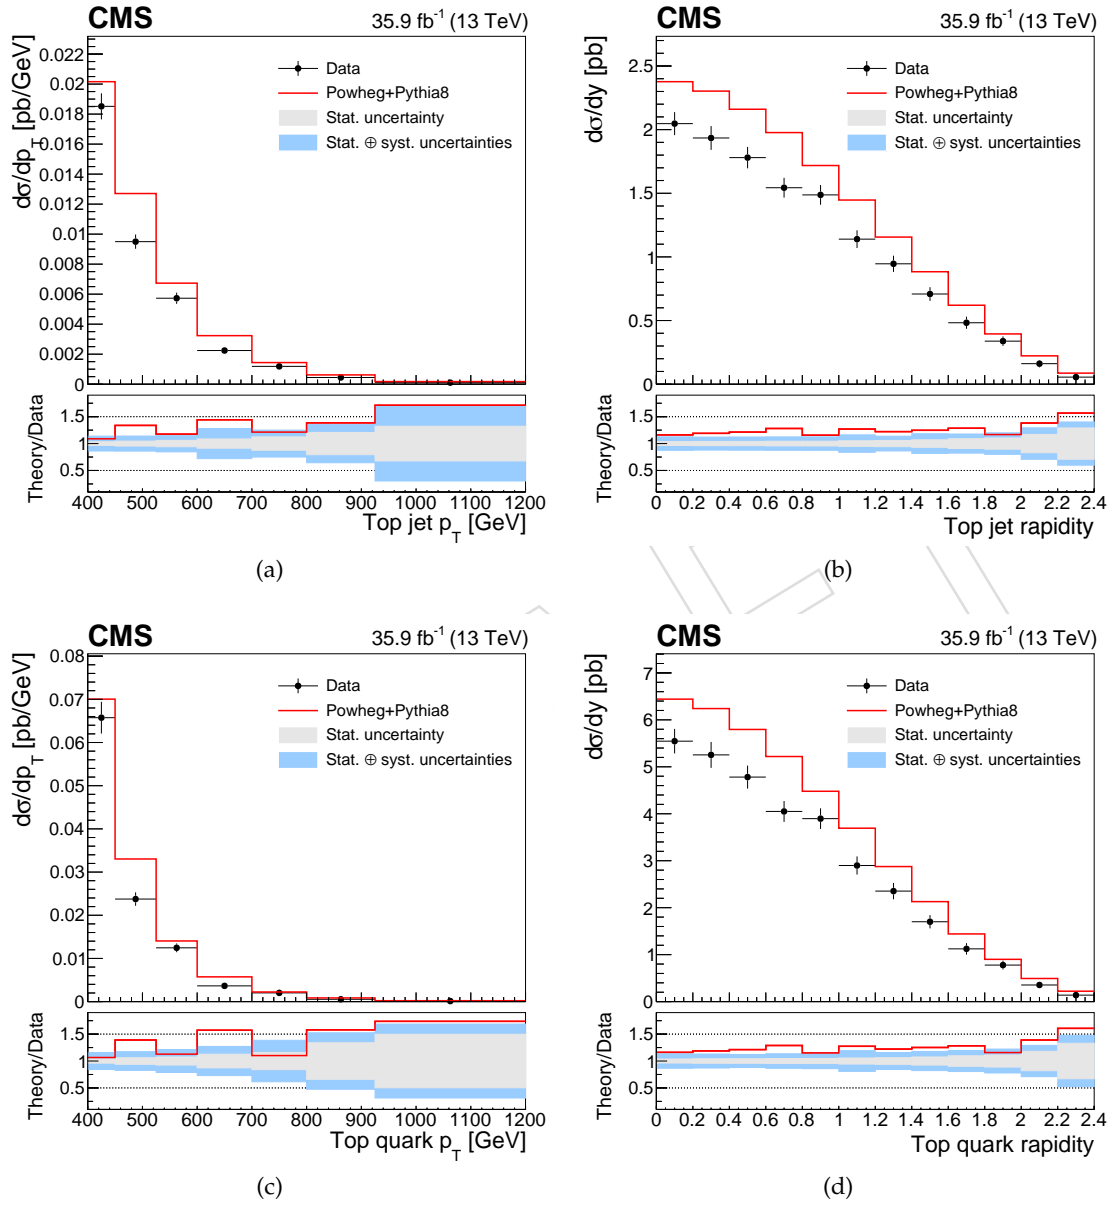 CMS 35.9 fb⁻¹ (13 TeV)
dσ/dp_T [pb/GeV]
0.022
0.02
0.018
0.016
0.014
0.012
0.01
0.008
0.006
0.004
0.002
0
Data
Powheg+Pythia8
Stat. uncertainty
Stat. ⊕ syst. uncertainties
Theory/Data
1.5
1
0.5
400 500 600 700 800 900 1000 1100 1200
Top jet p_T [GeV]
(a)
CMS 35.9 fb⁻¹ (13 TeV)
dσ/dy [pb]
2.5
2
1.5
1
0.5
0
Data
Powheg+Pythia8
Stat. uncertainty
Stat. ⊕ syst. uncertainties
Theory/Data
1.5
1
0.5
0 0.2 0.4 0.6 0.8 1 1.2 1.4 1.6 1.8 2 2.2 2.4
Top jet rapidity
(b)
CMS 35.9 fb⁻¹ (13 TeV)
dσ/dp_T [pb/GeV]
0.08
0.07
0.06
0.05
0.04
0.03
0.02
0.01
0
Data
Powheg+Pythia8
Stat. uncertainty
Stat. ⊕ syst. uncertainties
Theory/Data
1.5
1
0.5
400 500 600 700 800 900 1000 1100 1200
Top quark p_T [GeV]
(c)
CMS 35.9 fb⁻¹ (13 TeV)
dσ/dy [pb]
7
6
5
4
3
2
1
0
Data
Powheg+Pythia8
Stat. uncertainty
Stat. ⊕ syst. uncertainties
Theory/Data
1.5
1
0.5
0 0.2 0.4 0.6 0.8 1 1.2 1.4 1.6 1.8 2 2.2 2.4
Top quark rapidity
(d)